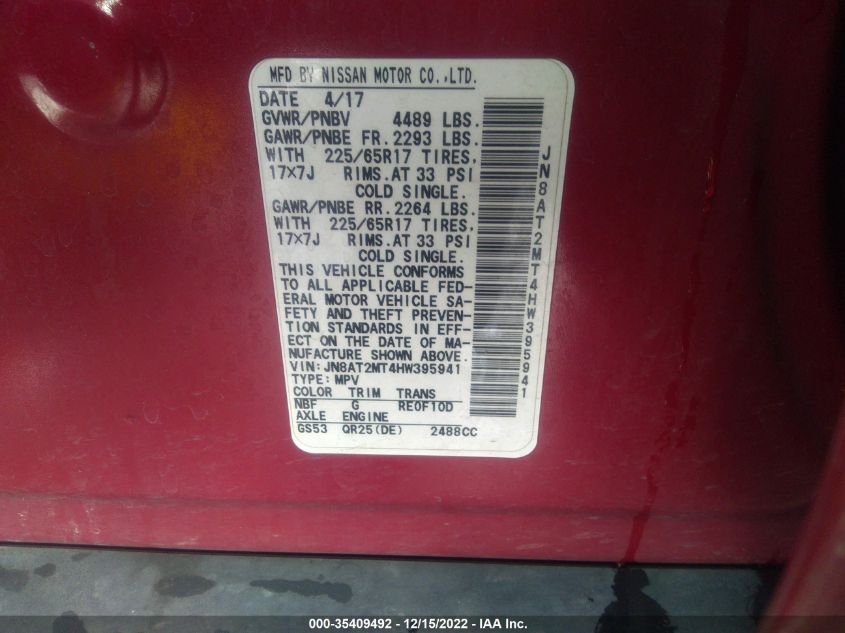 MFD BY NISSAN MOTOR CO.,LTD.
DATE 4/17
GVWR/PNBV 4489 LBS.
GAWR/PNBE FR. 2293 LBS.
WITH 225/65R17 TIRES,
17×7J RIMS.AT 33 PSI
COLD SINGLE.
GAWR/PNBE RR. 2264 LBS.
WITH 225/65R17 TIRES,
17×7J RIMS.AT 33 PSI
COLD SINGLE.
THIS VEHICLE CONFORMS
TO ALL APPLICABLE FED-
ERAL MOTOR VEHICLE SA-
FETY AND THEFT PREVEN-
TION STANDARDS IN EFF-
ECT ON THE DATE OF MA-
NUFACTURE SHOWN ABOVE.
VIN: JN8AT2MT4HW395941
TYPE: MPV
COLOR TRIM TRANS
NBF G RE0F10D
AXLE ENGINE
GS53 QR25(DE) 2488CC
JN8AT2MT4HW395941
000-35409492 - 12/15/2022 - IAA Inc.